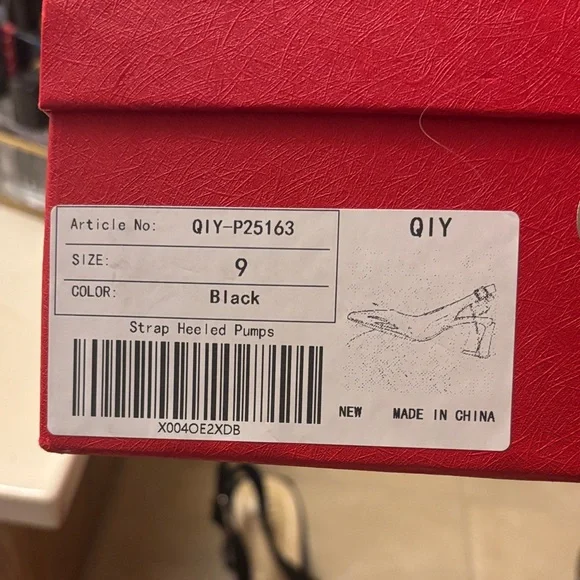 Article No: QIY-P25163
SIZE: 9
COLOR: Black
Strap Heeled Pumps
X004OE2XDB
QIY
NEW MADE IN CHINA